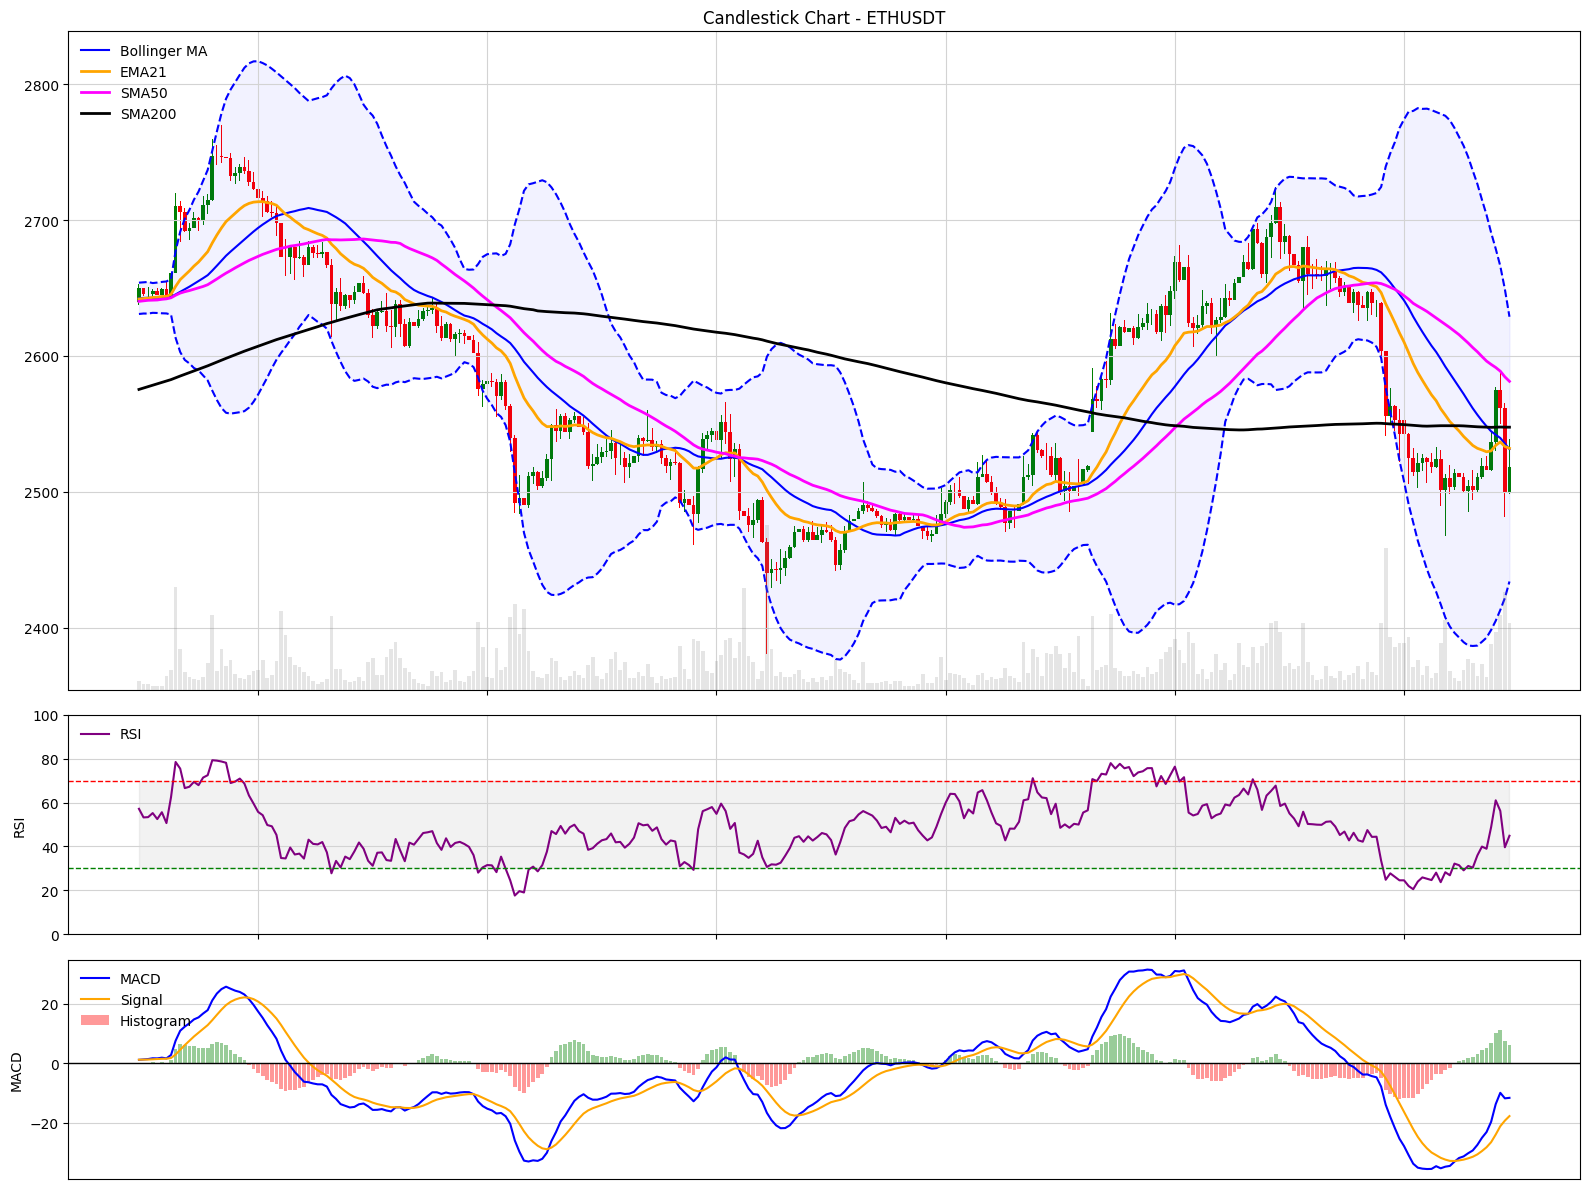 Candlestick Chart - ETHUSDT
Bollinger MA
EMA21
SMA50
SMA200
2800
2700
2600
2500
2400
RSI
100
80
60
40
20
0
RSI
MACD
Signal
Histogram
20
0
−20
MACD